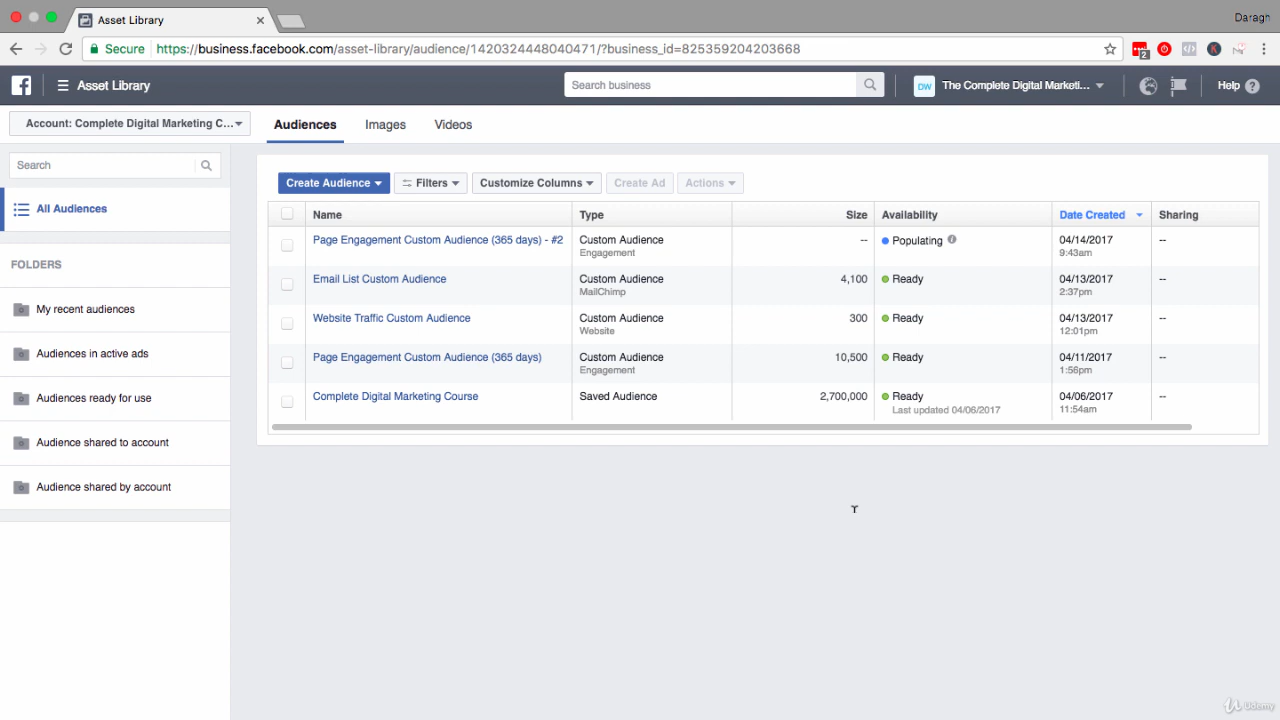 Asset Library
Daragh
Secure https://business.facebook.com/asset-library/audience/1420324448040471/?business_id=825359204203668
2
K
Asset Library
Search business
DW The Complete Digital Marketi...
Help ?
Account: Complete Digital Marketing C...
Audiences Images Videos
Search
All Audiences
FOLDERS
My recent audiences
Audiences in active ads
Audiences ready for use
Audience shared to account
Audience shared by account
Create Audience Filters Customize Columns Create Ad Actions
Name Type Size Availability Date Created Sharing
Page Engagement Custom Audience (365 days) - #2 Custom Audience -- Populating 04/14/2017 --
Engagement 9:43am
Email List Custom Audience Custom Audience 4,100 Ready 04/13/2017 --
MailChimp 2:37pm
Website Traffic Custom Audience Custom Audience 300 Ready 04/13/2017 --
Website 12:01pm
Page Engagement Custom Audience (365 days) Custom Audience 10,500 Ready 04/11/2017 --
Engagement 1:56pm
Complete Digital Marketing Course Saved Audience 2,700,000 Ready 04/06/2017 --
Last updated 04/06/2017 11:54am
Udemy